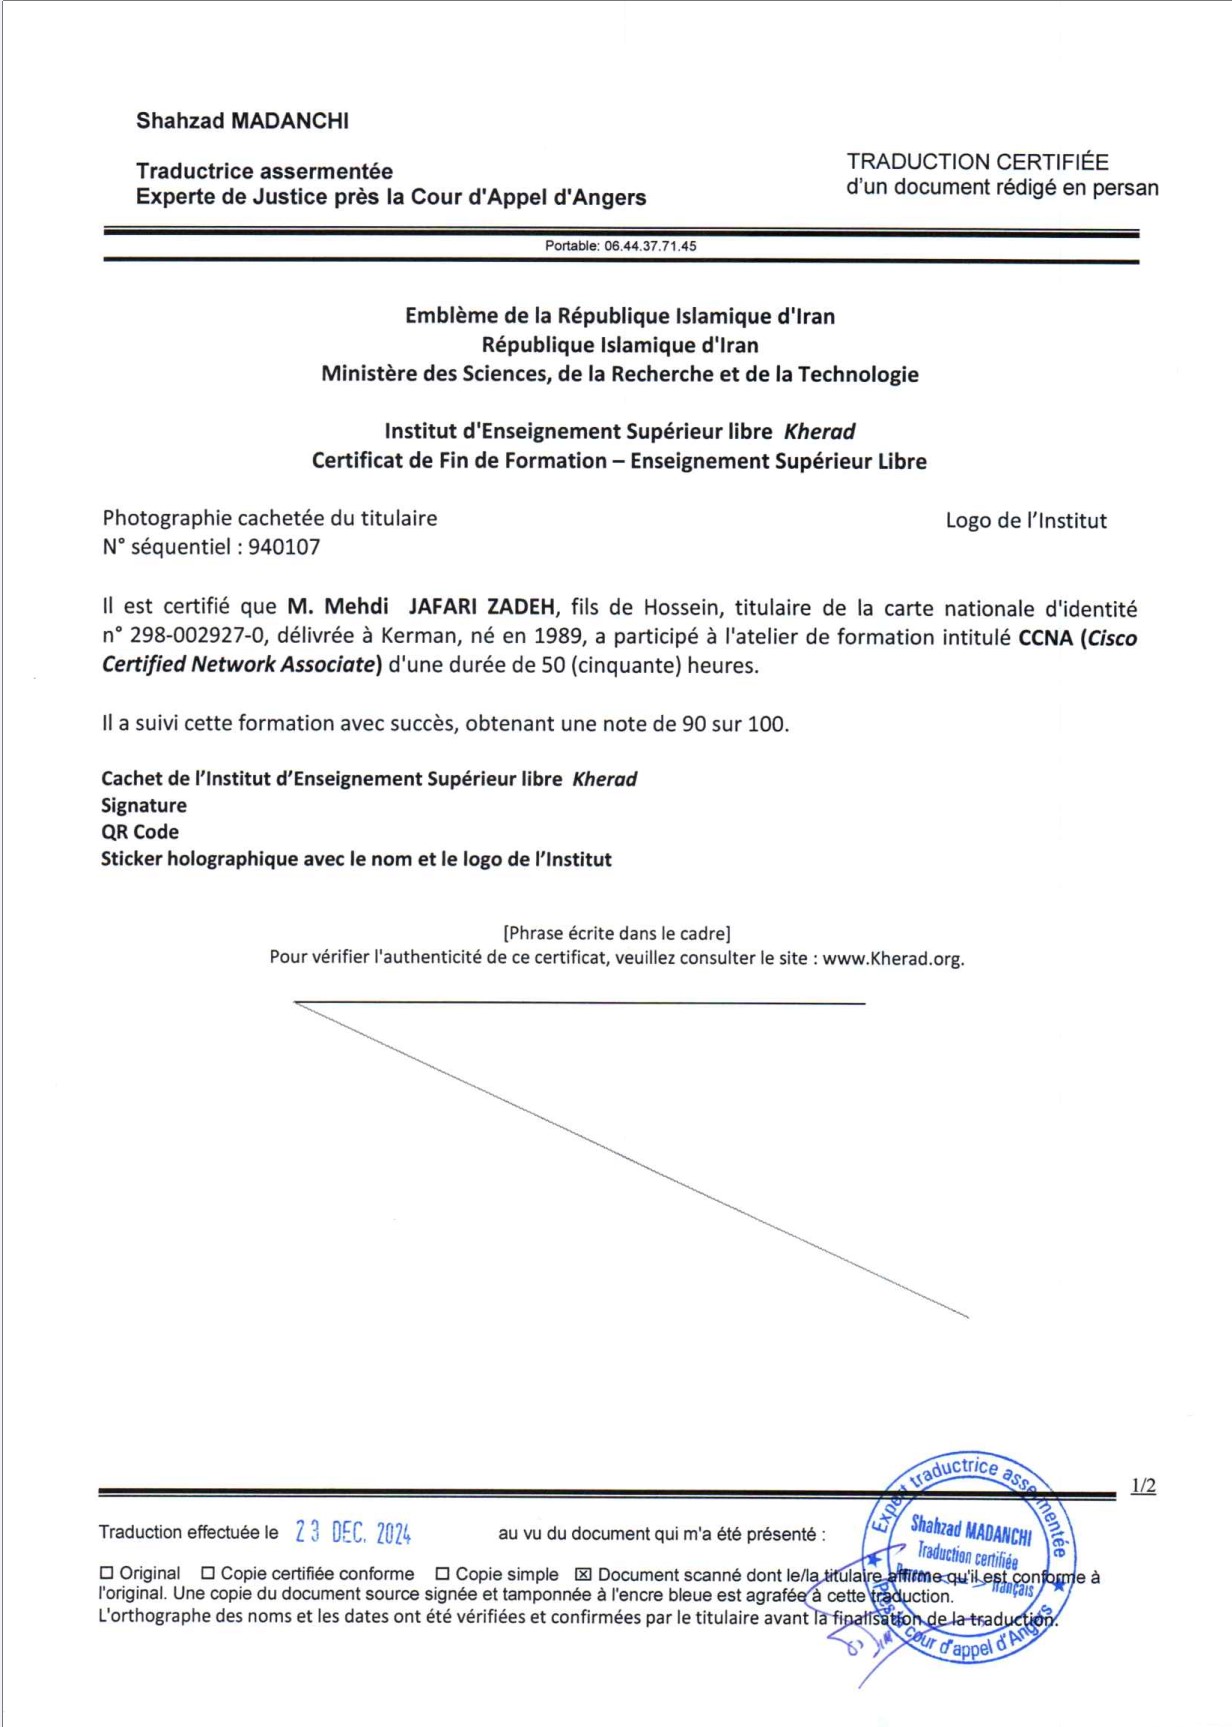 Shahzad MADANCHI
Traductrice assermentée
Experte de Justice près la Cour d'Appel d'Angers
TRADUCTION CERTIFIÉE
d'un document rédigé en persan
Portable: 06.44.37.71.45
Emblème de la République Islamique d'Iran
République Islamique d'Iran
Ministère des Sciences, de la Recherche et de la Technologie
Institut d'Enseignement Supérieur libre Kherad
Certificat de Fin de Formation – Enseignement Supérieur Libre
Photographie cachetée du titulaire
Logo de l’Institut
N° séquentiel : 940107
Il est certifié que M. Mehdi JAFARI ZADEH, fils de Hossein, titulaire de la carte nationale d'identité
n° 298-002927-0, délivrée à Kerman, né en 1989, a participé à l'atelier de formation intitulé CCNA (Cisco
Certified Network Associate) d'une durée de 50 (cinquante) heures.
Il a suivi cette formation avec succès, obtenant une note de 90 sur 100.
Cachet de l’Institut d’Enseignement Supérieur libre Kherad
Signature
QR Code
Sticker holographique avec le nom et le logo de l’Institut
[Phrase écrite dans le cadre]
Pour vérifier l'authenticité de ce certificat, veuillez consulter le site : www.Kherad.org.
1/2
Traduction effectuée le 23 DEC. 2024 au vu du document qui m'a été présenté :
☐ Original ☐ Copie certifiée conforme ☐ Copie simple ☒ Document scanné dont le/la titulaire affirme qu'il est conforme à
l'original. Une copie du document source signée et tamponnée à l'encre bleue est agrafée à cette traduction.
L'orthographe des noms et les dates ont été vérifiées et confirmées par le titulaire avant la finalisation de la traduction.
Expert traductrice assermentée
Shahzad MADANCHI
Traduction certifiée
français
cour d'appel d'Angers